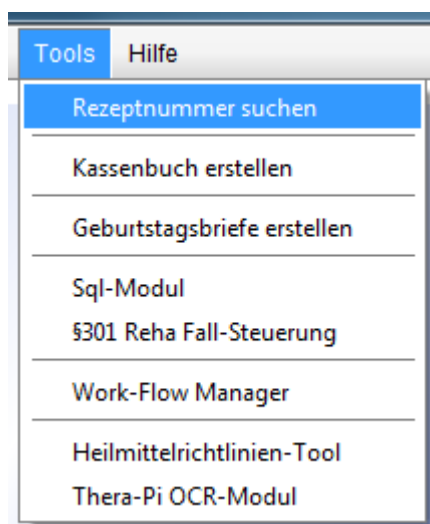 Tools Hilfe
Rezeptnummer suchen
Kassenbuch erstellen
Geburtstagsbriefe erstellen
Sql-Modul
§301 Reha Fall-Steuerung
Work-Flow Manager
Heilmittelrichtlinien-Tool
Thera-Pi OCR-Modul